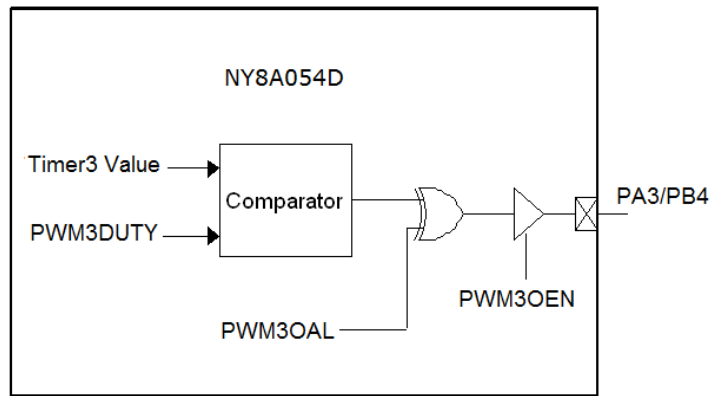 NY8A054D
Timer3 Value
Comparator
PA3/PB4
PWM3DUTY
PWM3OEN
PWM3OAL